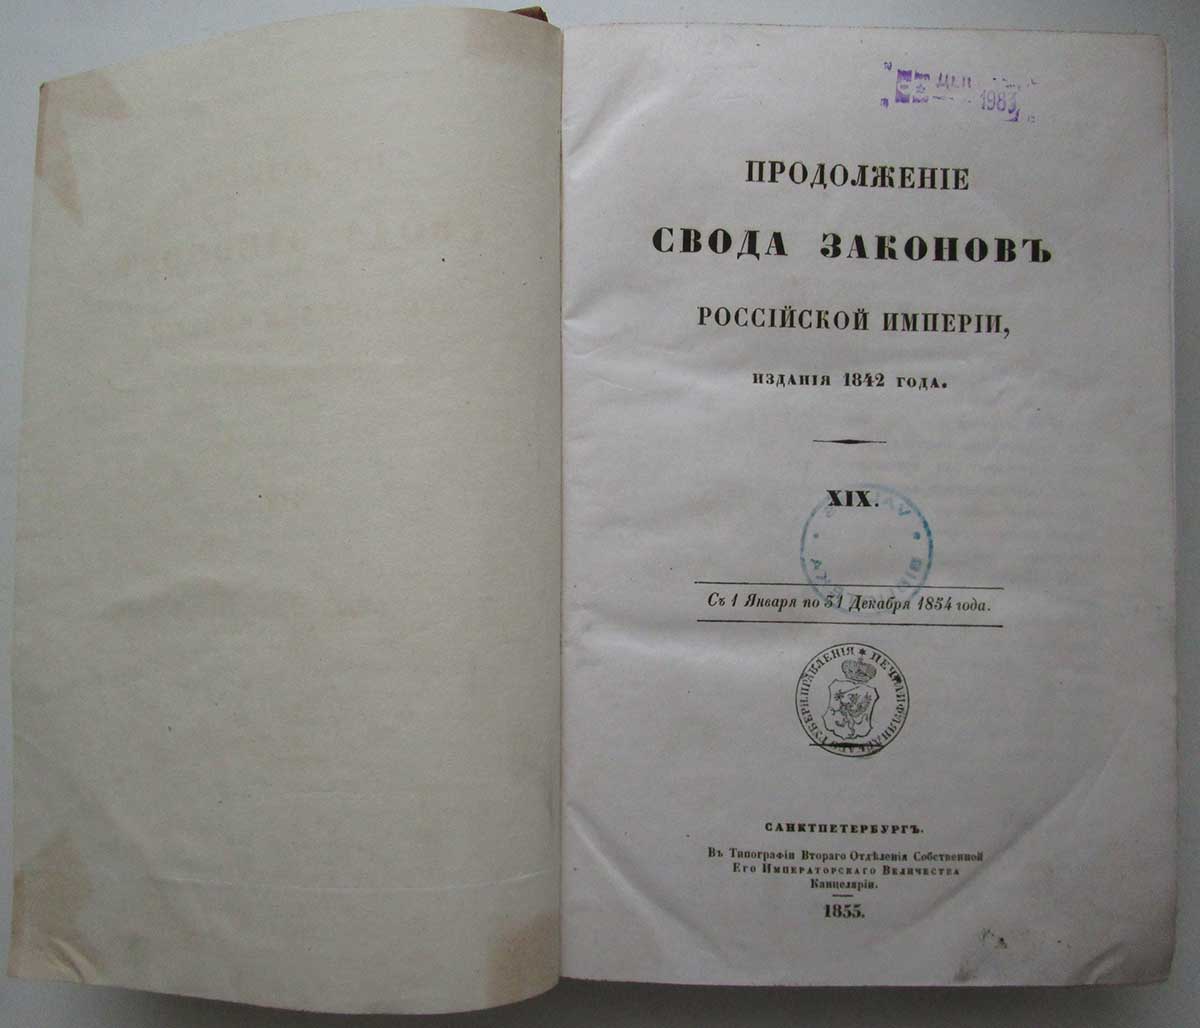 1983
ПРОДОЛЖЕНІЕ
СВОДА ЗАКОНОВЪ
РОССІЙСКОЙ ИМПЕРІИ,
ИЗДАНІЯ 1842 ГОДА.
XIX.
Съ 1 Января по 31 Декабря 1854 года.
САНКТПЕТЕРБУРГЪ.
Въ Типографіи Втораго Отдѣленія Собственной
Его Императорскаго Величества
Канцеляріи.
1855.